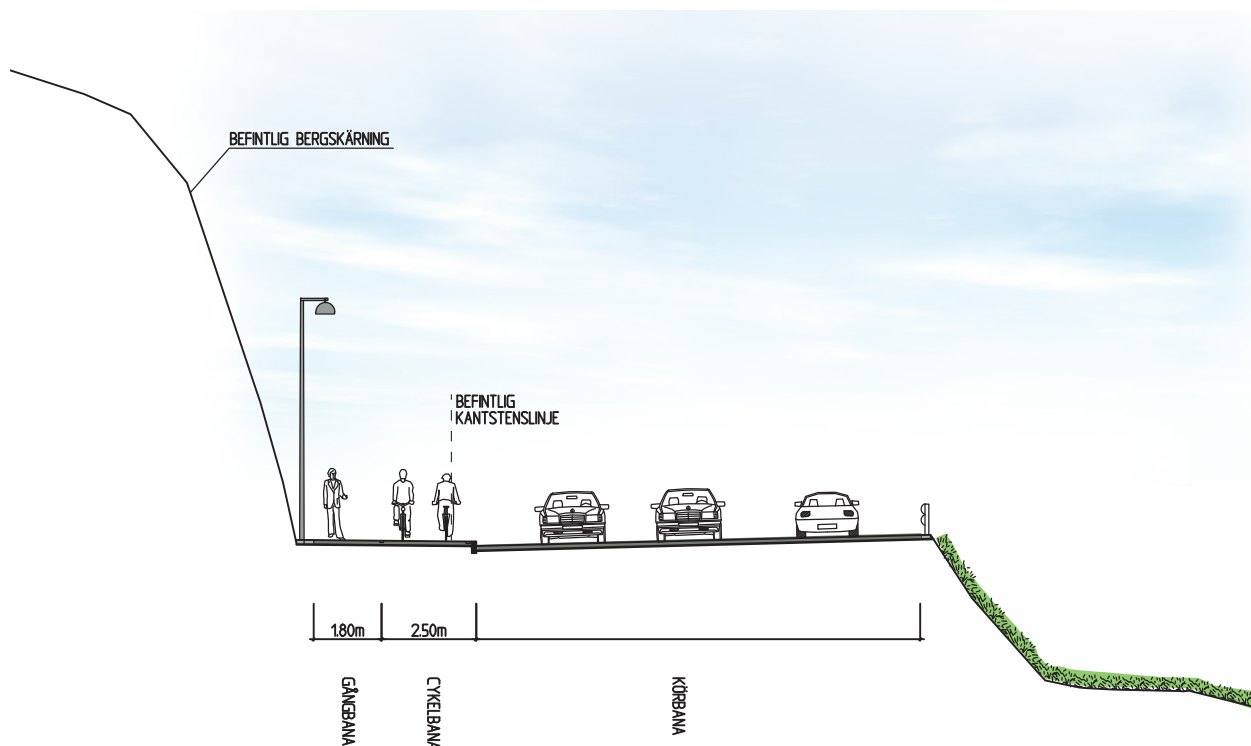 BEFINTLIG BERGSKÄRNING
BEFINTLIG
KANTSTENSLINJE
1.80m
2.50m
GÅNGBANA
CYKELBANA
KÖRBANA